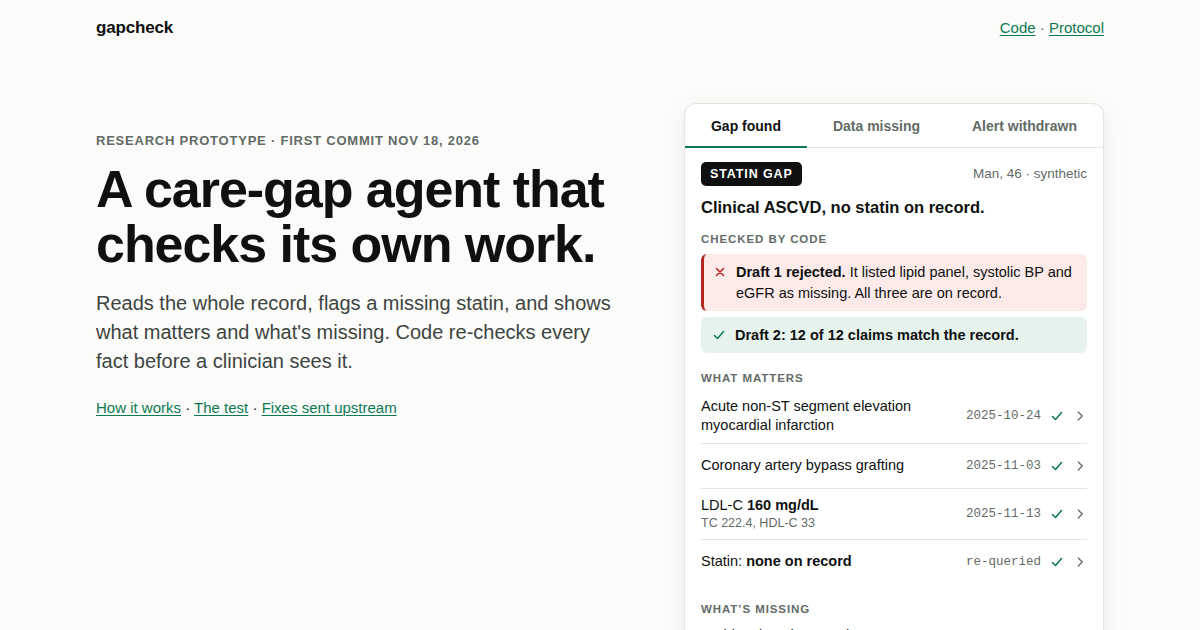 gapcheck
Code · Protocol
RESEARCH PROTOTYPE · FIRST COMMIT NOV 18, 2026
A care-gap agent that
checks its own work.
Reads the whole record, flags a missing statin, and shows
what matters and what's missing. Code re-checks every
fact before a clinician sees it.
How it works · The test · Fixes sent upstream
Gap found
Data missing
Alert withdrawn
STATIN GAP
Man, 46 · synthetic
Clinical ASCVD, no statin on record.
CHECKED BY CODE
Draft 1 rejected. It listed lipid panel, systolic BP and
eGFR as missing. All three are on record.
Draft 2: 12 of 12 claims match the record.
WHAT MATTERS
Acute non-ST segment elevation
myocardial infarction
2025-10-24
Coronary artery bypass grafting
2025-11-03
LDL-C 160 mg/dL
TC 222.4, HDL-C 33
2025-11-13
Statin: none on record
re-queried
WHAT'S MISSING